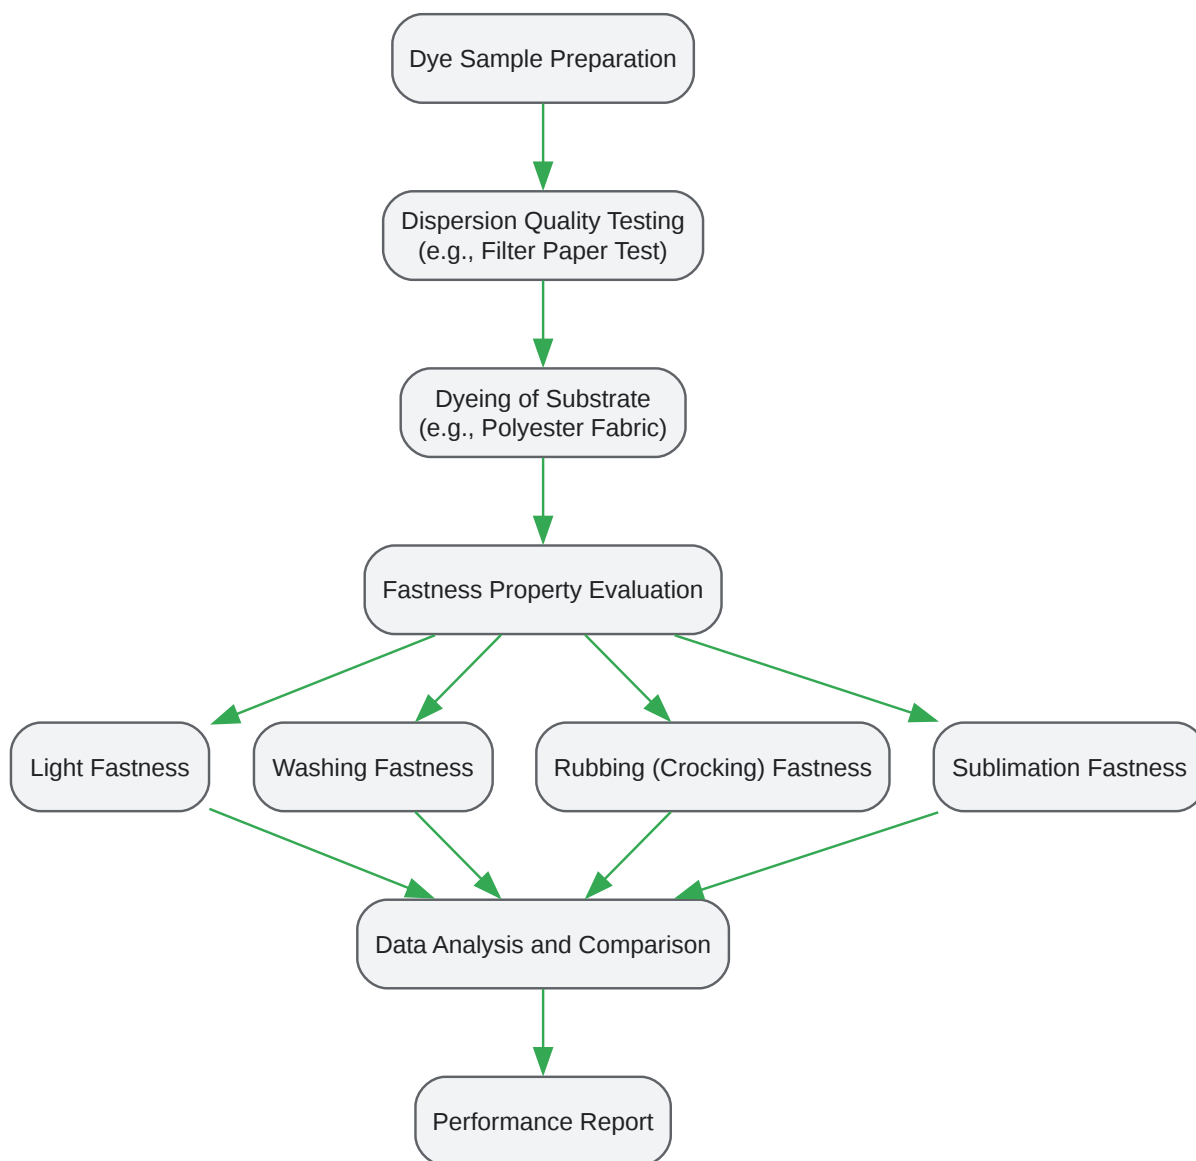 Dye Sample Preparation
Dispersion Quality Testing
(e.g., Filter Paper Test)
Dyeing of Substrate
(e.g., Polyester Fabric)
Fastness Property Evaluation
Light Fastness
Washing Fastness
Rubbing (Crocking) Fastness
Sublimation Fastness
Data Analysis and Comparison
Performance Report